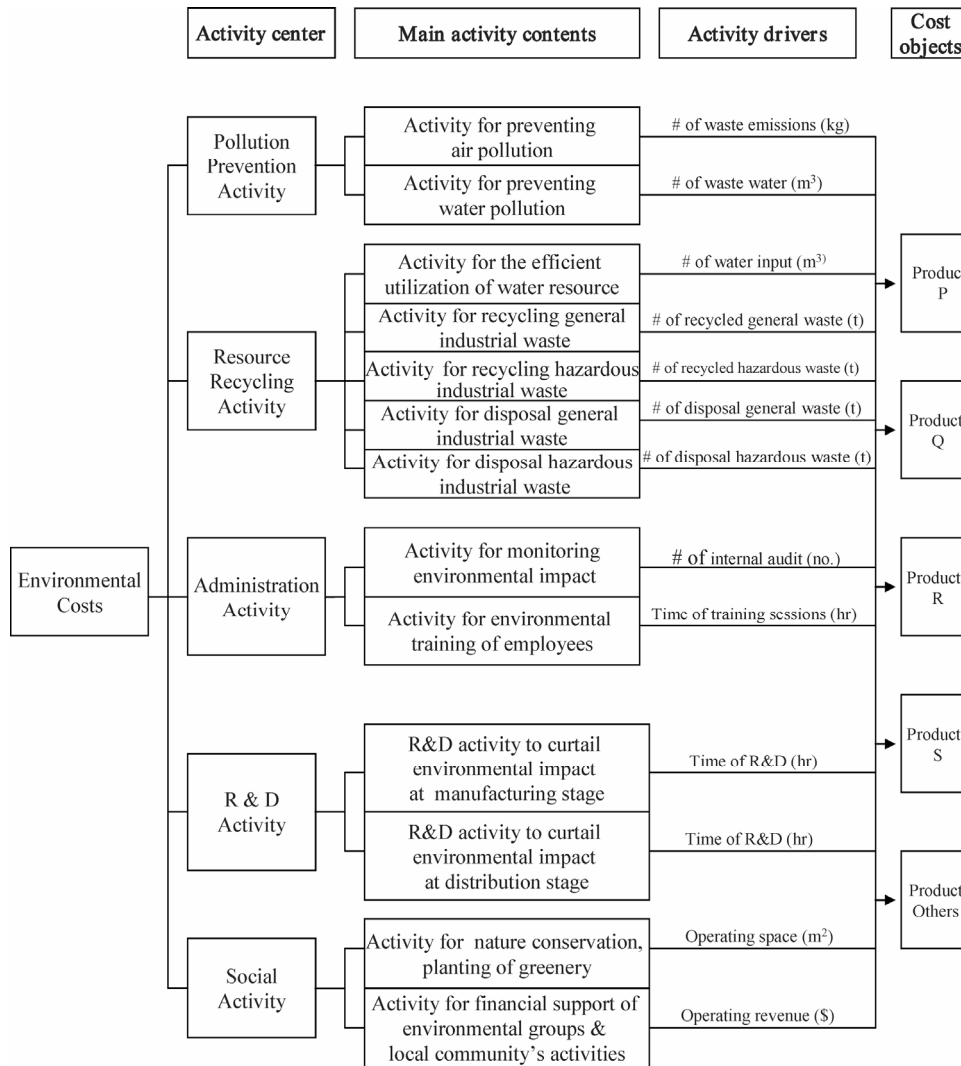 Activity center
Main activity contents
Activity drivers
Cost
objects
Environmental
Costs
Pollution
Prevention
Activity
Activity for preventing
air pollution
# of waste emissions (kg)
Activity for preventing
water pollution
# of waste water (m³)
Resource
Recycling
Activity
Activity for the efficient
utilization of water resource
# of water input (m³⁾
Activity for recycling general
industrial waste
# of recycled general waste (t)
Activity for recycling hazardous
industrial waste
# of recycled hazardous waste (t)
Activity for disposal general
industrial waste
# of disposal general waste (t)
Activity for disposal hazardous
industrial waste
# of disposal hazardous waste (t)
Administration
Activity
Activity for monitoring
environmental impact
# of internal audit (no.)
Activity for environmental
training of employees
Time of training sessions (hr)
R & D
Activity
R&D activity to curtail
environmental impact
at manufacturing stage
Time of R&D (hr)
R&D activity to curtail
environmental impact
at distribution stage
Time of R&D (hr)
Social
Activity
Activity for nature conservation,
planting of greenery
Operating space (m²)
Activity for financial support of
environmental groups &
local community's activities
Operating revenue ($)
Product
P
Product
Q
Product
R
Product
S
Product
Others